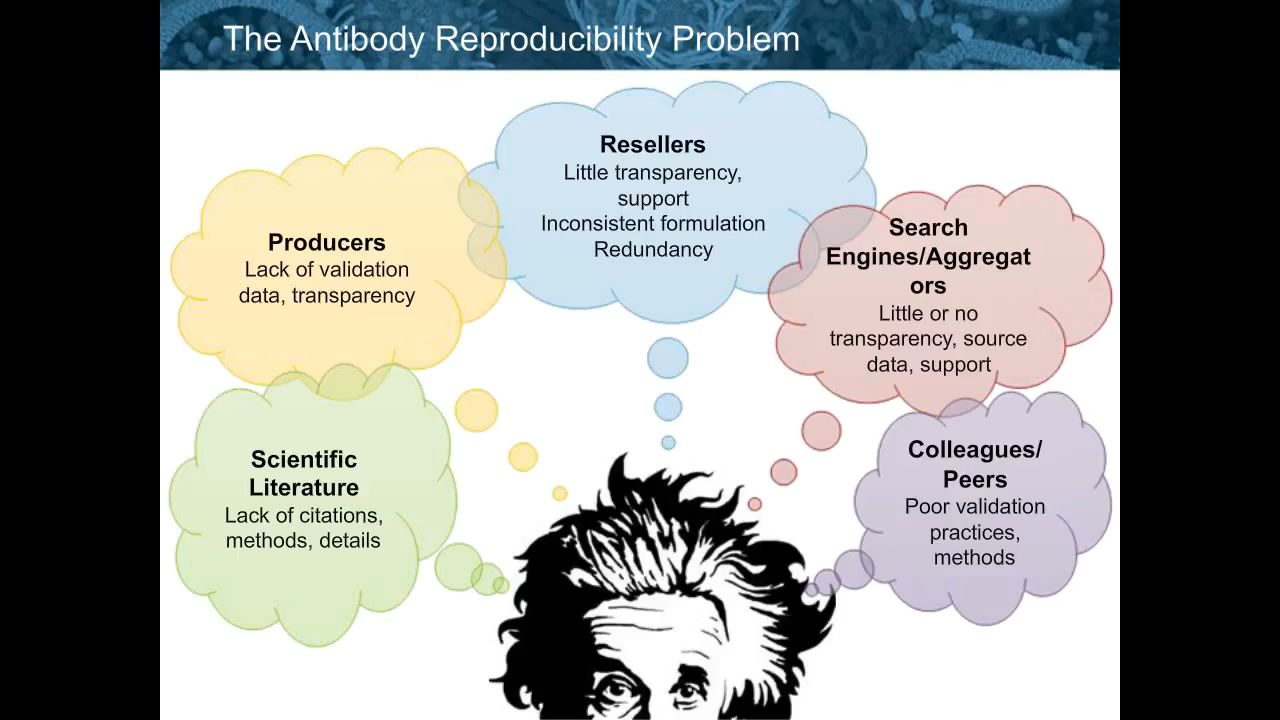 The Antibody Reproducibility Problem
Resellers
Little transparency,
support
Inconsistent formulation
Redundancy
Producers
Lack of validation
data, transparency
Search
Engines/Aggregat
ors
Little or no
transparency, source
data, support
Scientific
Literature
Lack of citations,
methods, details
Colleagues/
Peers
Poor validation
practices,
methods